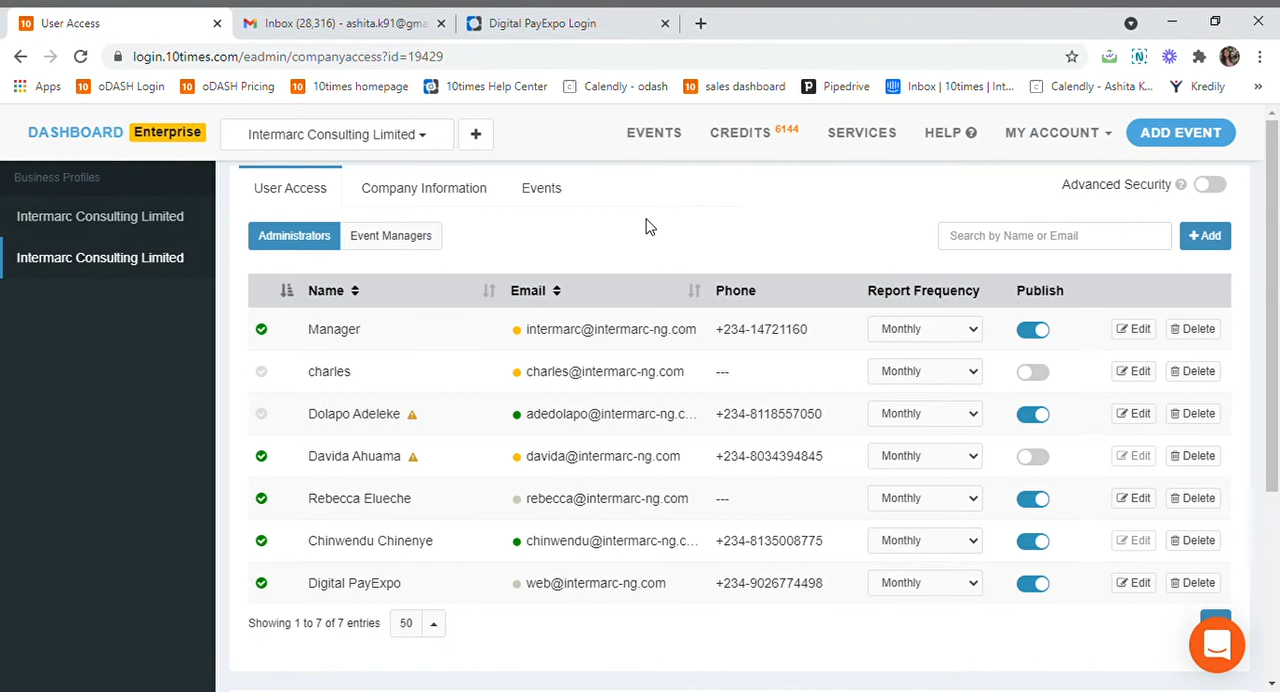 10 User Access
Inbox (28,316) - ashita.k91@gma
Digital PayExpo Login
login.10times.com/eadmin/companyaccess?id=19429
Apps
10 oDASH Login
10 oDASH Pricing
10 10times homepage
10times Help Center
C Calendly - odash
10 sales dashboard
P Pipedrive
Inbox | 10times | Int...
C Calendly - Ashita K...
Kredily
»
DASHBOARD Enterprise
Intermarc Consulting Limited
EVENTS
CREDITS 6144
SERVICES
HELP ?
MY ACCOUNT
ADD EVENT
Business Profiles
Intermarc Consulting Limited
Intermarc Consulting Limited
User Access
Company Information
Events
Advanced Security ?
Administrators
Event Managers
Search by Name or Email
+ Add
Name Email Phone Report Frequency Publish
Manager intermarc@intermarc-ng.com +234-14721160 Monthly Edit Delete
charles charles@intermarc-ng.com --- Monthly Edit Delete
Dolapo Adeleke adedolapo@intermarc-ng.c... +234-8118557050 Monthly Edit Delete
Davida Ahuama davida@intermarc-ng.com +234-8034394845 Monthly Edit Delete
Rebecca Elueche rebecca@intermarc-ng.com --- Monthly Edit Delete
Chinwendu Chinenye chinwendu@intermarc-ng.c... +234-8135008775 Monthly Edit Delete
Digital PayExpo web@intermarc-ng.com +234-9026774498 Monthly Edit Delete
Showing 1 to 7 of 7 entries 50